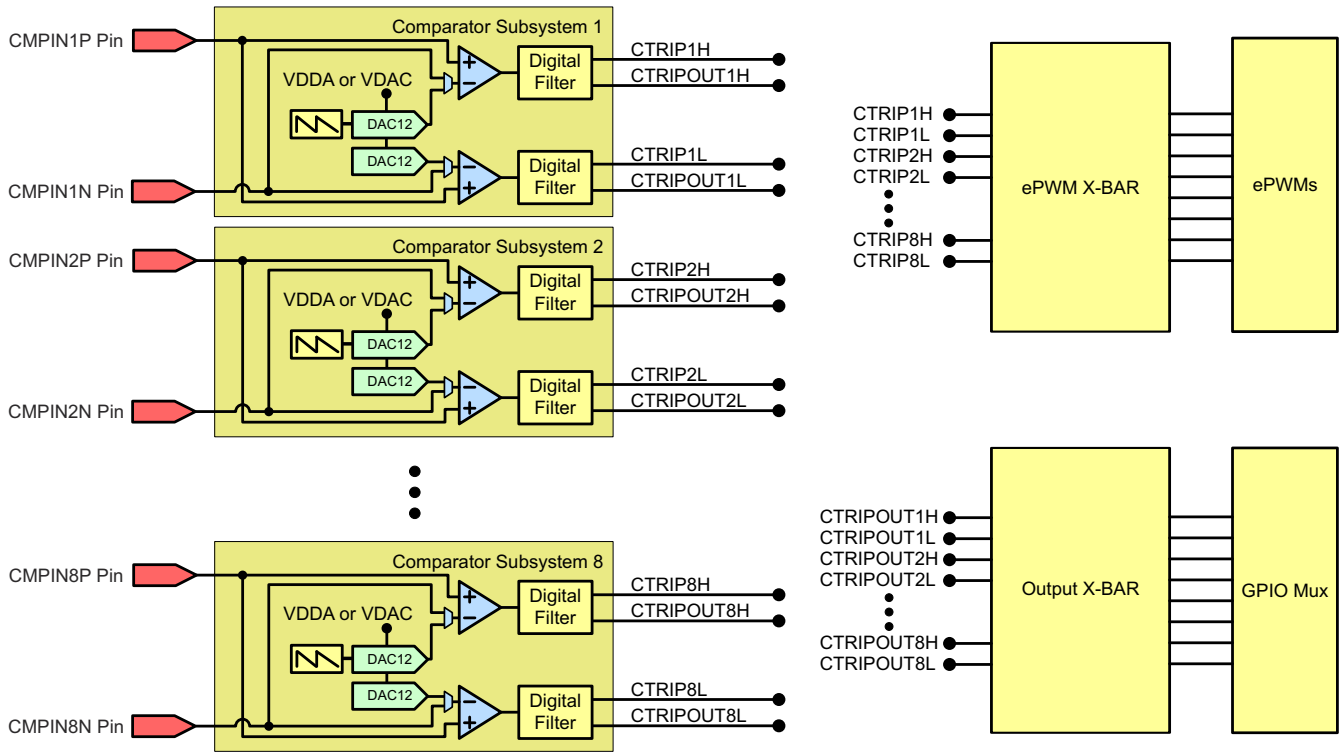 Comparator Subsystem 1
CMPIN1P Pin
VDDA or VDAC
DAC12
DAC12
Digital
Filter
Digital
Filter
CTRIP1H
CTRIPOUT1H
CTRIP1L
CTRIPOUT1L
CMPIN1N Pin
Comparator Subsystem 2
CMPIN2P Pin
VDDA or VDAC
DAC12
DAC12
Digital
Filter
Digital
Filter
CTRIP2H
CTRIPOUT2H
CTRIP2L
CTRIPOUT2L
CMPIN2N Pin
Comparator Subsystem 8
CMPIN8P Pin
VDDA or VDAC
DAC12
DAC12
Digital
Filter
Digital
Filter
CTRIP8H
CTRIPOUT8H
CTRIP8L
CTRIPOUT8L
CMPIN8N Pin
CTRIP1H
CTRIP1L
CTRIP2H
CTRIP2L
CTRIP8H
CTRIP8L
ePWM X-BAR
ePWMs
CTRIPOUT1H
CTRIPOUT1L
CTRIPOUT2H
CTRIPOUT2L
CTRIPOUT8H
CTRIPOUT8L
Output X-BAR
GPIO Mux